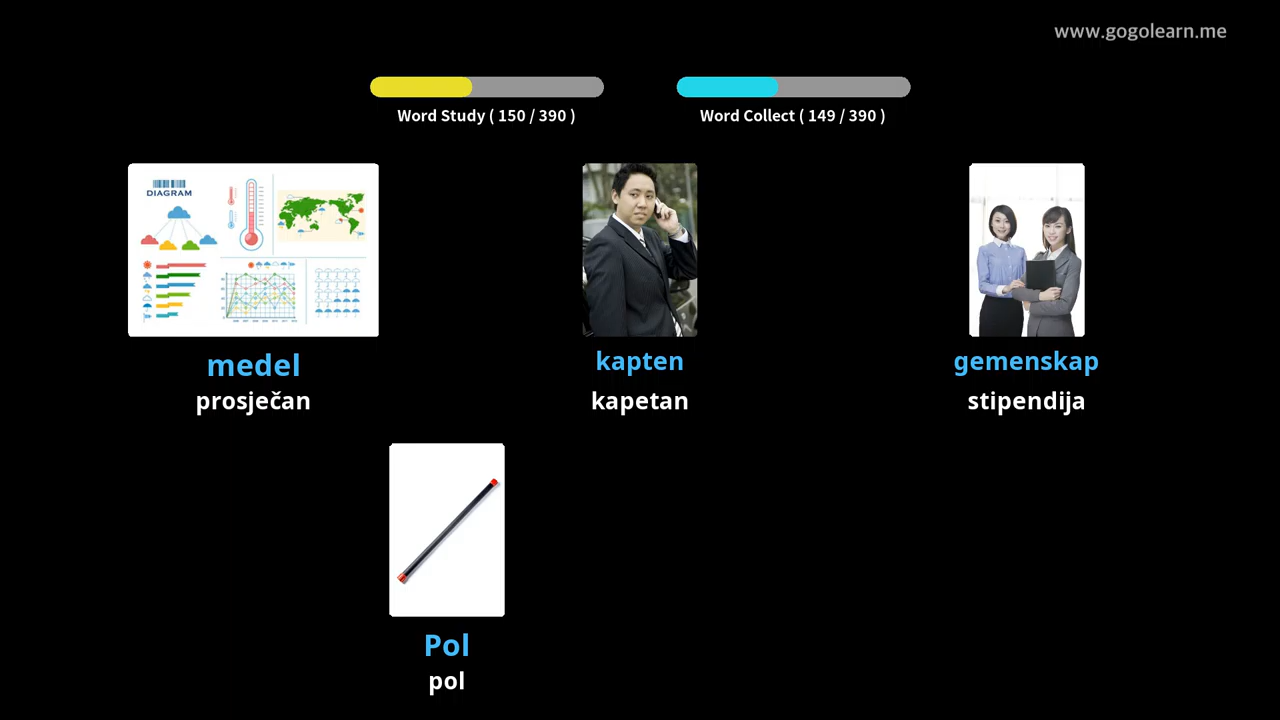 www.gogolearn.me
Word Study ( 150 / 390 )
Word Collect ( 149 / 390 )
DIAGRAM
medel
prosječan
kapten
kapetan
gemenskap
stipendija
Pol
pol